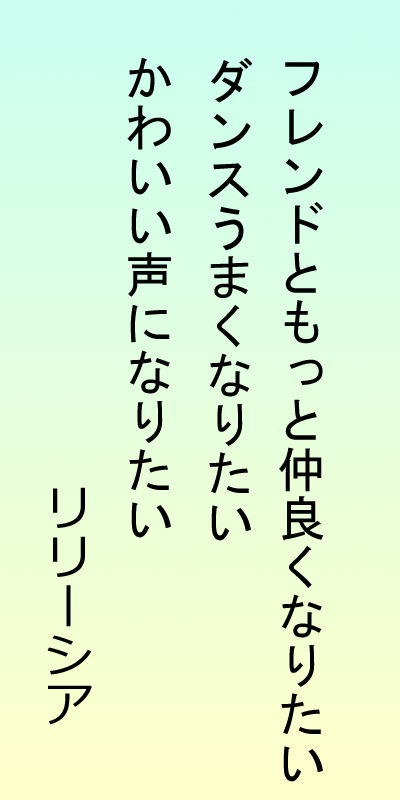 フレンドともっと仲良くなりたい
ダンスうまくなりたい
かわいい声になりたい
リリーシア